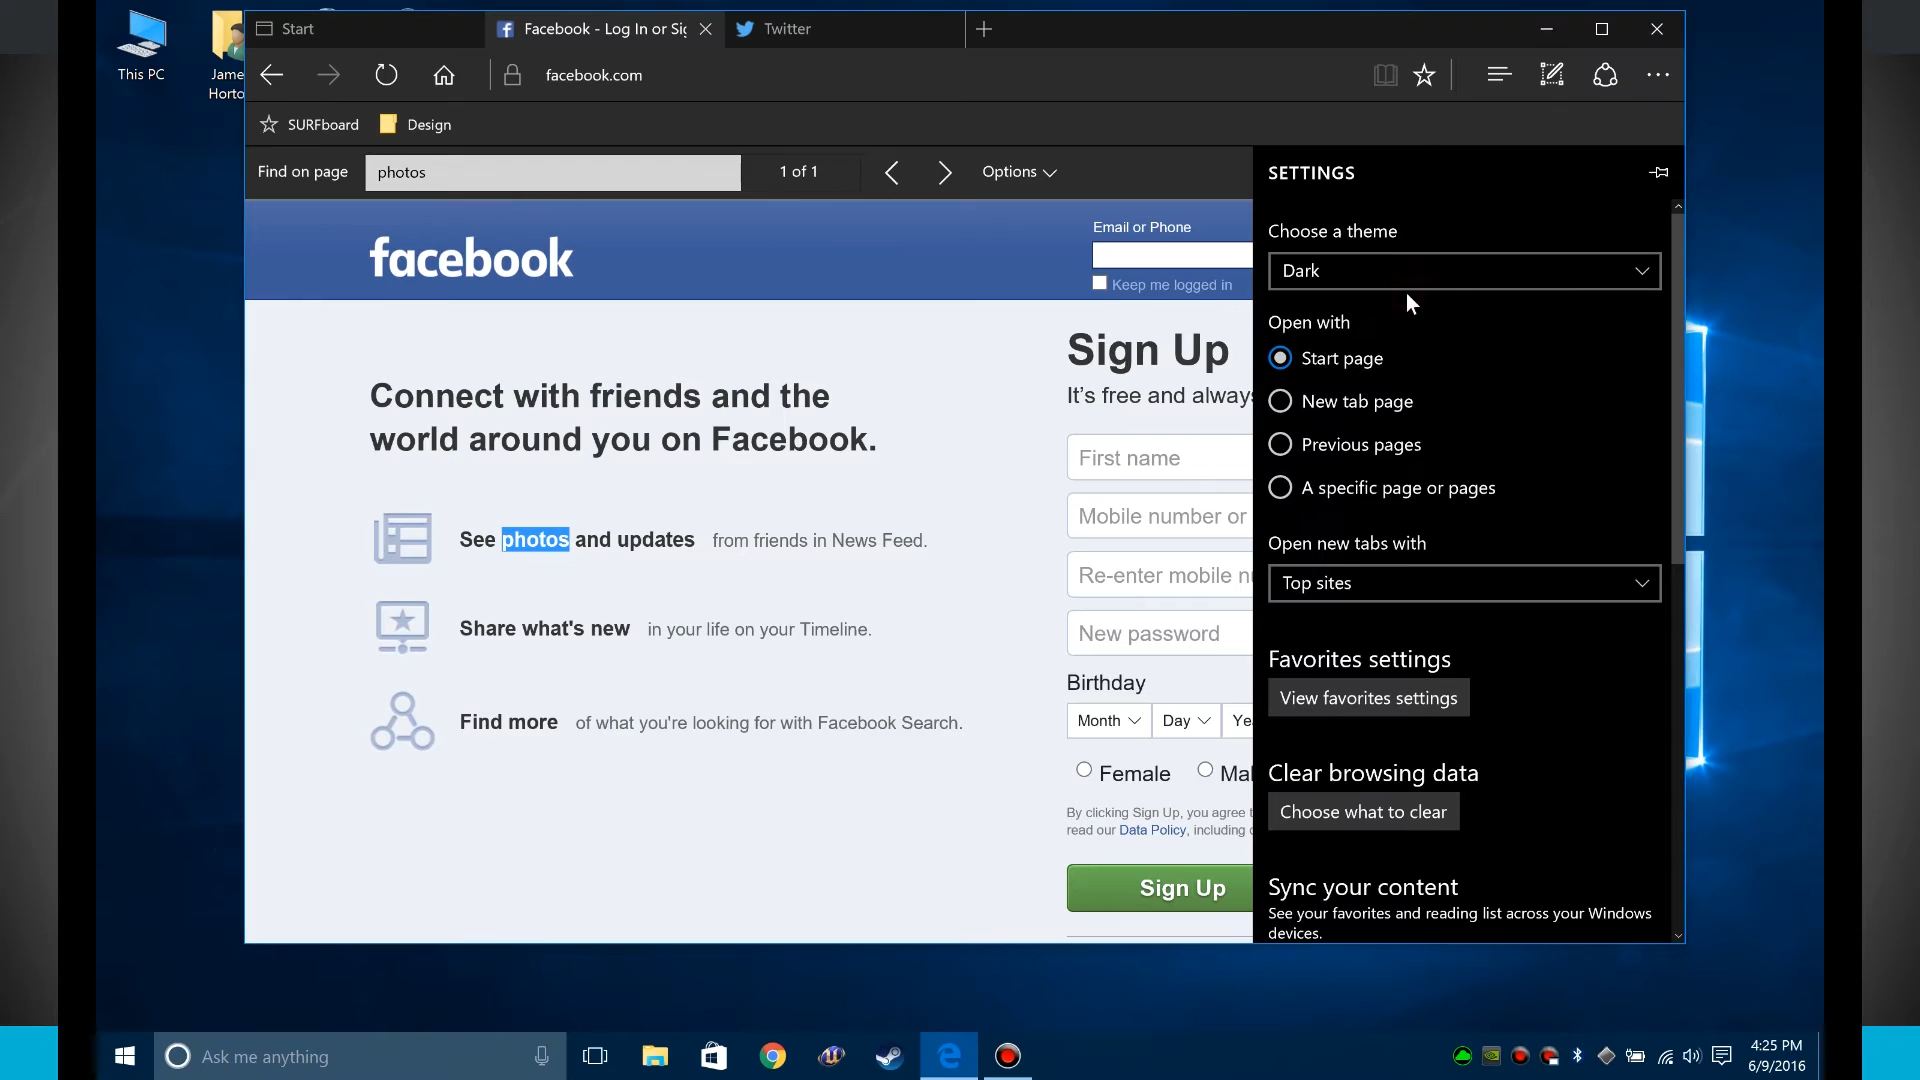 This PC
Jame
Horto
Start
Facebook - Log In or Sig
Twitter
facebook.com
SURFboard
Design
Find on page
photos
1 of 1
Options
facebook
Email or Phone
Keep me logged in
Connect with friends and the
world around you on Facebook.
See photos and updates from friends in News Feed.
Share what's new in your life on your Timeline.
Find more of what you're looking for with Facebook Search.
Sign Up
It's free and always
First name
Mobile number or
Re-enter mobile nu
New password
Birthday
Month Day Yea
Female Mal
By clicking Sign Up, you agree t
read our Data Policy, including o
Sign Up
SETTINGS
Choose a theme
Dark
Open with
Start page
New tab page
Previous pages
A specific page or pages
Open new tabs with
Top sites
Favorites settings
View favorites settings
Clear browsing data
Choose what to clear
Sync your content
See your favorites and reading list across your Windows
devices.
Ask me anything
4:25 PM
6/9/2016